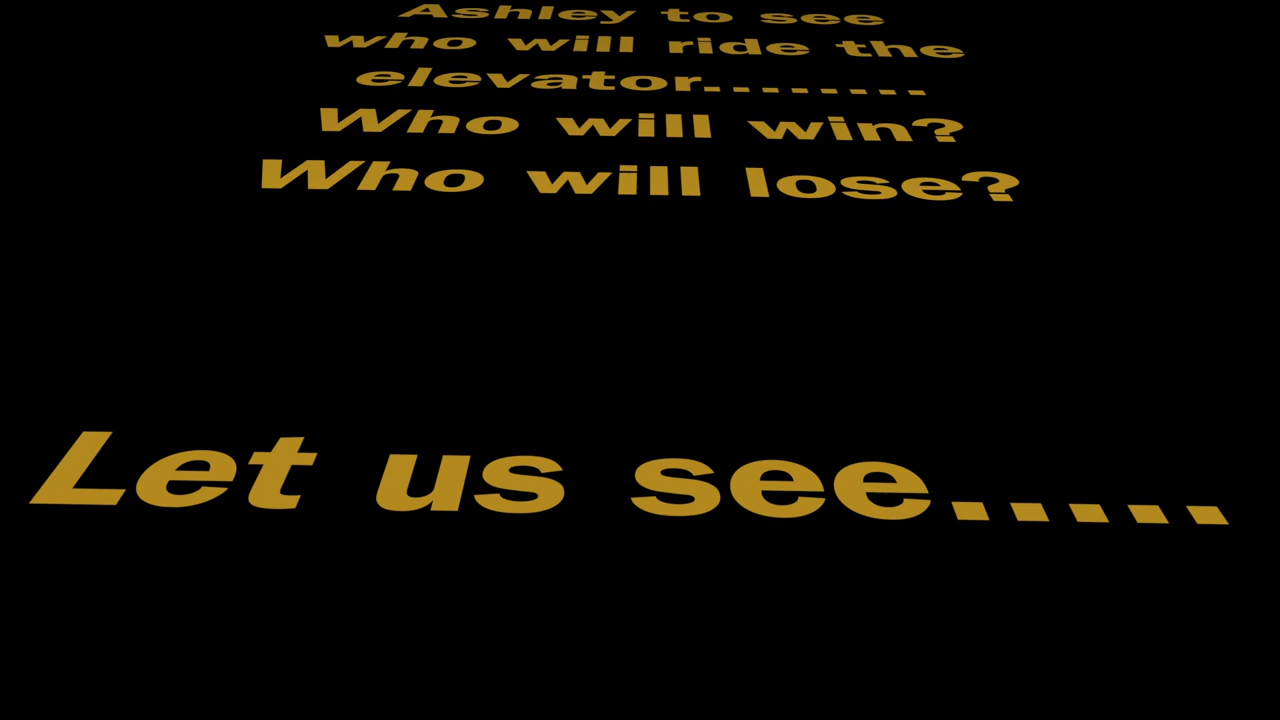 Ashley to see
who will ride the
elevator........
Who will win?
Who will lose?
Let us see.....